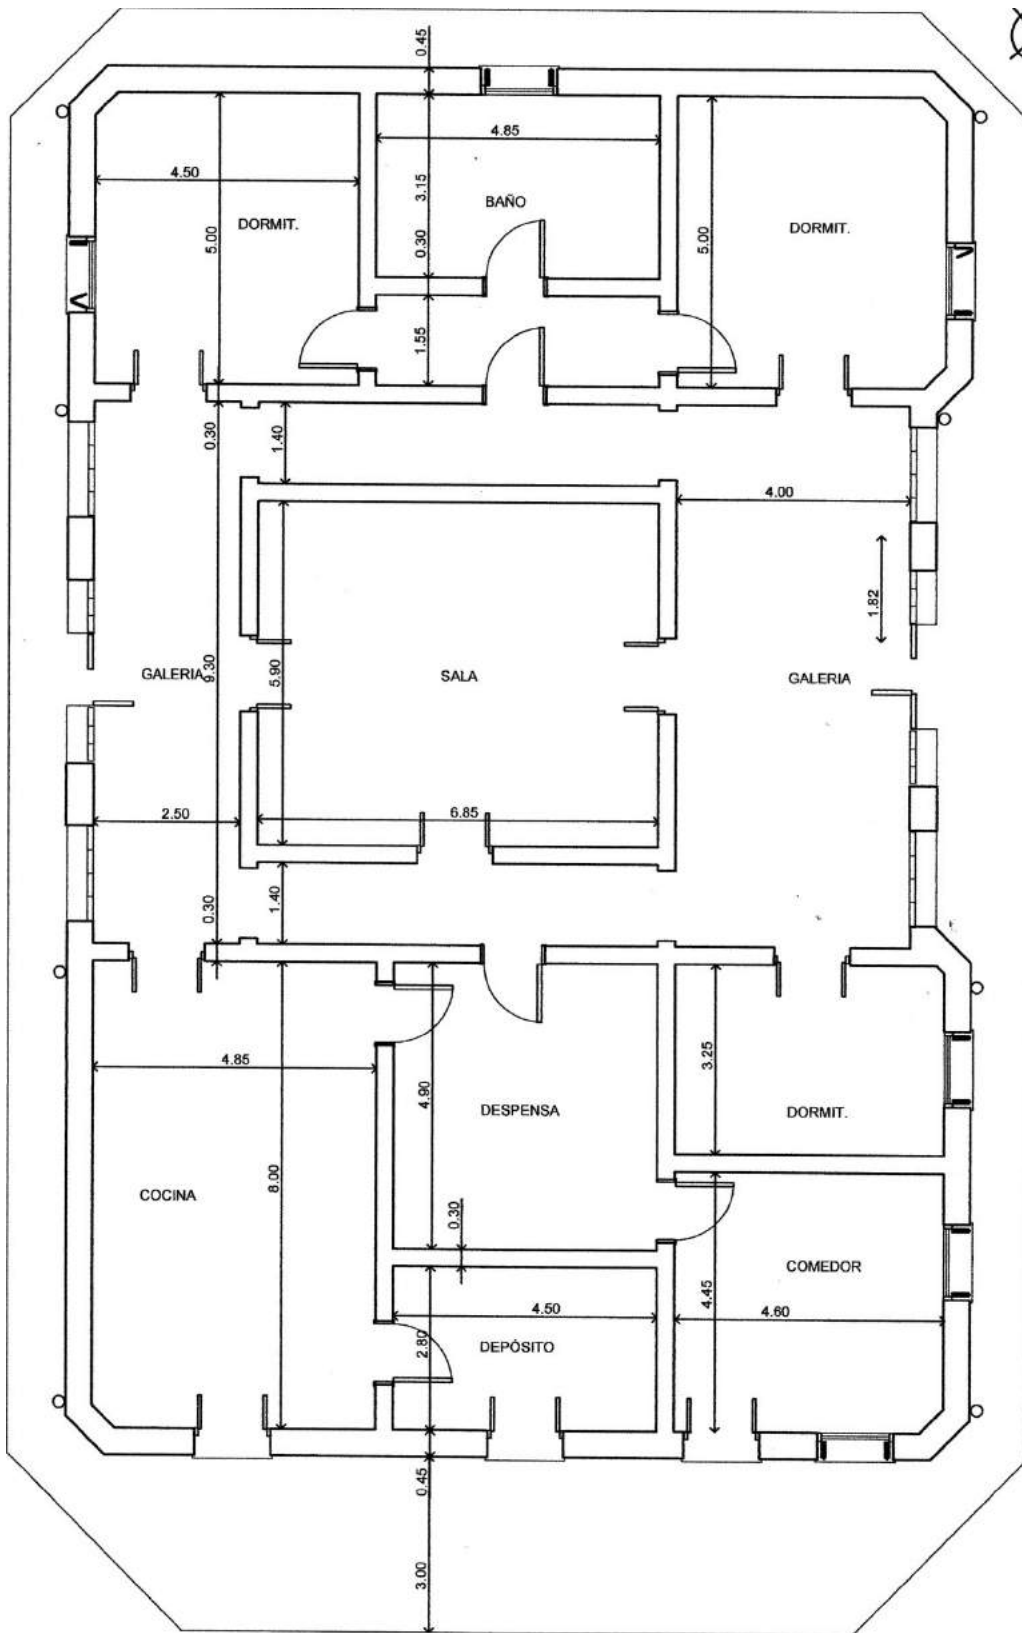 0.45
4.85
4.50
3.15
BAÑO
DORMIT.
DORMIT.
5.00
5.00
0.30
1.55
0.30
1.40
4.00
1.82
GALERIA
9.30
5.90
SALA
GALERIA
2.50
6.85
0.30
1.40
4.85
3.25
4.90
DESPENSA
DORMIT.
8.00
COCINA
0.30
COMEDOR
4.45
4.50
4.60
2.80
DEPÓSITO
0.45
3.00